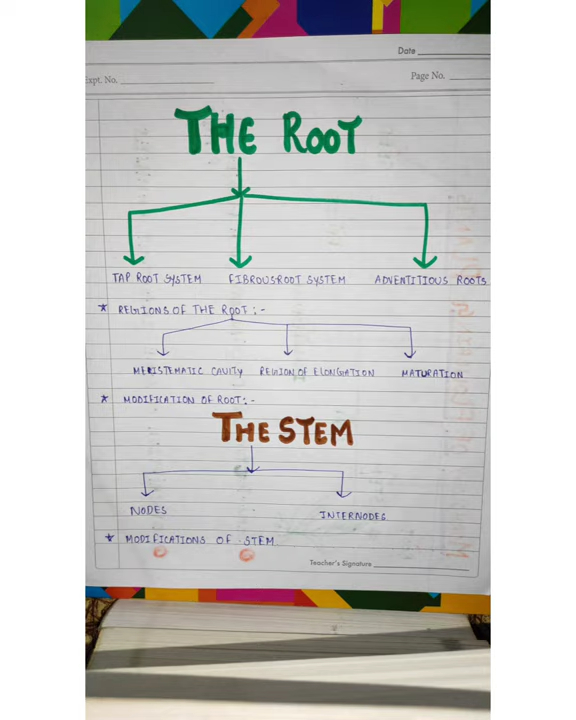 Date
Expt. No.
Page No.
THE ROOT
TAP ROOT SYSTEM FIBROUSROOT SYSTEM ADVENTITIOUS ROOTS
* REGIONS OF THE ROOT :-
MERISTEMATIC CAVITY REGION OF ELONGATION MATURATION
* MODIFICATION OF ROOT :-
THE STEM
NODES INTERNODES
* MODIFICATIONS OF STEM
Teacher's Signature